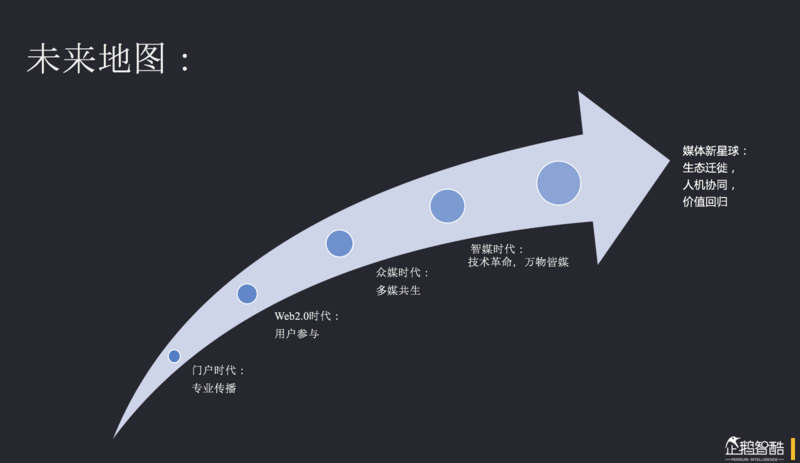 未来地图：
媒体新星球：
生态迁徙，
人机协同，
价值回归
智媒时代：
技术革命，万物皆媒
众媒时代：
多媒共生
Web2.0时代：
用户参与
门户时代：
专业传播
企鹅智酷
PENGUIN INTELLIGENCE